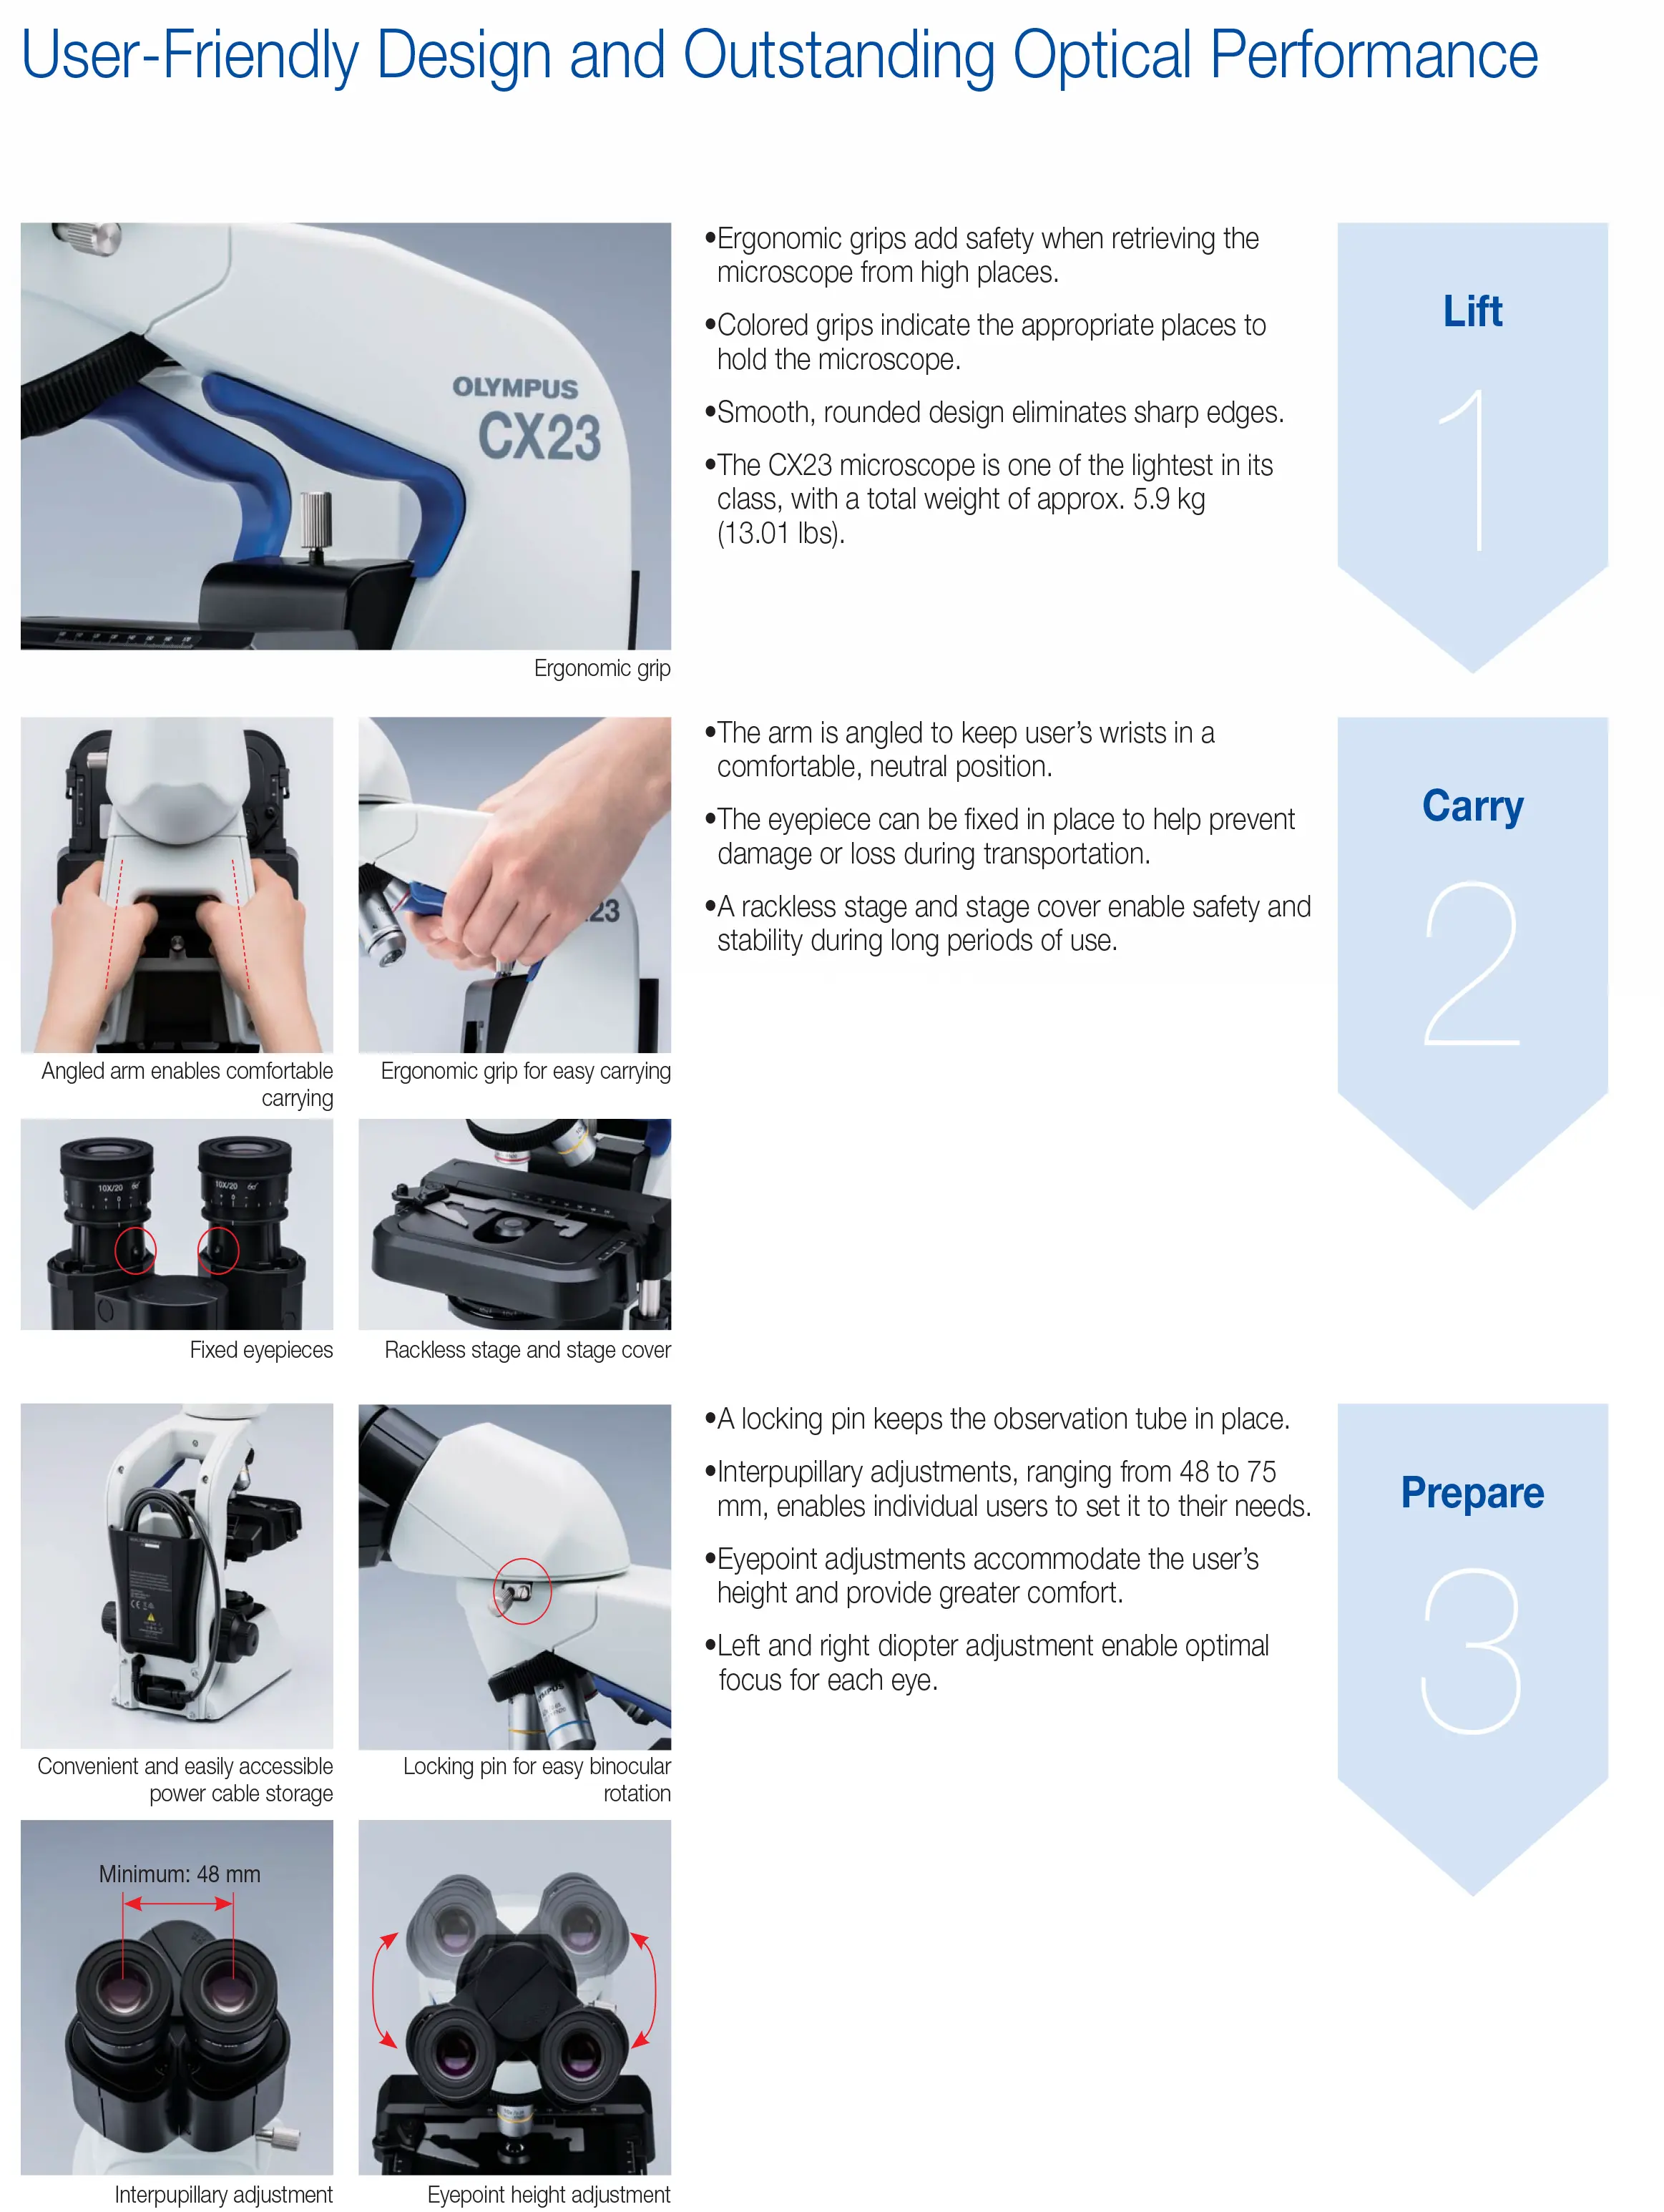 User-Friendly Design and Outstanding Optical Performance
OLYMPUS
CX23
Ergonomic grip
•Ergonomic grips add safety when retrieving the
microscope from high places.
•Colored grips indicate the appropriate places to
hold the microscope.
•Smooth, rounded design eliminates sharp edges.
•The CX23 microscope is one of the lightest in its
class, with a total weight of approx. 5.9 kg
(13.01 lbs).
Lift
1
23
Angled arm enables comfortable
carrying
Ergonomic grip for easy carrying
10X/20
10X/20
Fixed eyepieces
Rackless stage and stage cover
•The arm is angled to keep user’s wrists in a
comfortable, neutral position.
•The eyepiece can be fixed in place to help prevent
damage or loss during transportation.
•A rackless stage and stage cover enable safety and
stability during long periods of use.
Carry
2
Convenient and easily accessible
power cable storage
Locking pin for easy binocular
rotation
Minimum: 48 mm
Interpupillary adjustment
Eyepoint height adjustment
•A locking pin keeps the observation tube in place.
•Interpupillary adjustments, ranging from 48 to 75
mm, enables individual users to set it to their needs.
•Eyepoint adjustments accommodate the user’s
height and provide greater comfort.
•Left and right diopter adjustment enable optimal
focus for each eye.
Prepare
3